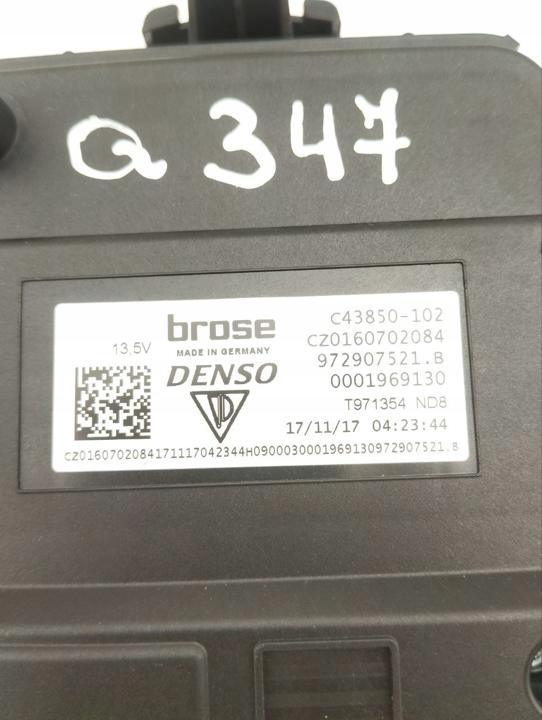 Q 347
13,5V
brose
MADE IN GERMANY
DENSO
C43850-102
CZ0160702084
972907521.B
0001969130
T971354 ND8
17/11/17 04:23:44
CZ0160702084171117042344H0900030001969130972907521.B